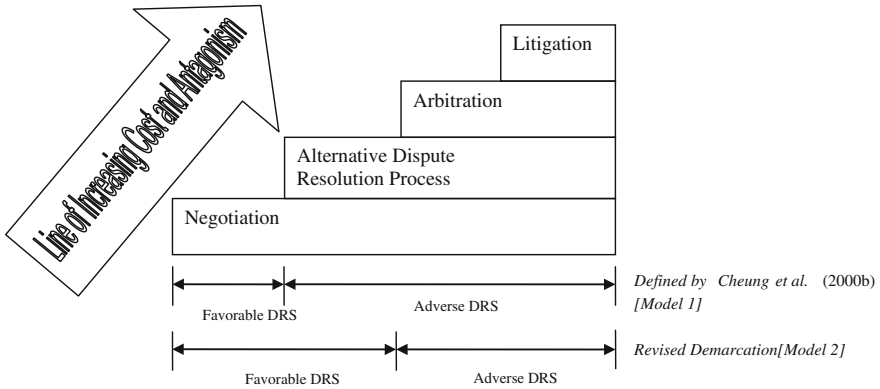 Line of Increasing Cost and Antagonism
Litigation
Arbitration
Alternative Dispute
Resolution Process
Negotiation
Favorable DRS
Adverse DRS
Defined by Cheung et al. (2000b)
[Model 1]
Favorable DRS
Adverse DRS
Revised Demarcation[Model 2]